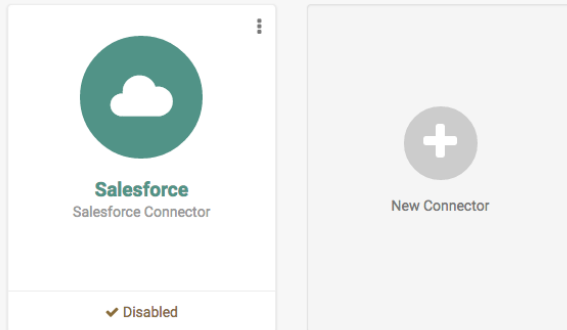 Salesforce
Salesforce Connector
Disabled
New Connector